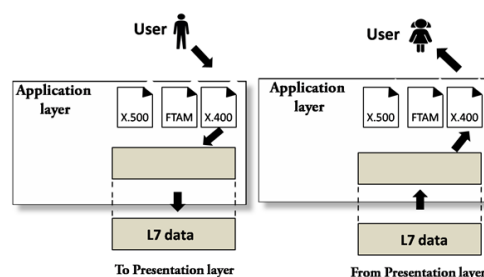 User
Application
layer
X.500 FTAM X.400
L7 data
To Presentation layer
User
Application
layer
X.500 FTAM X.400
L7 data
From Presentation layer